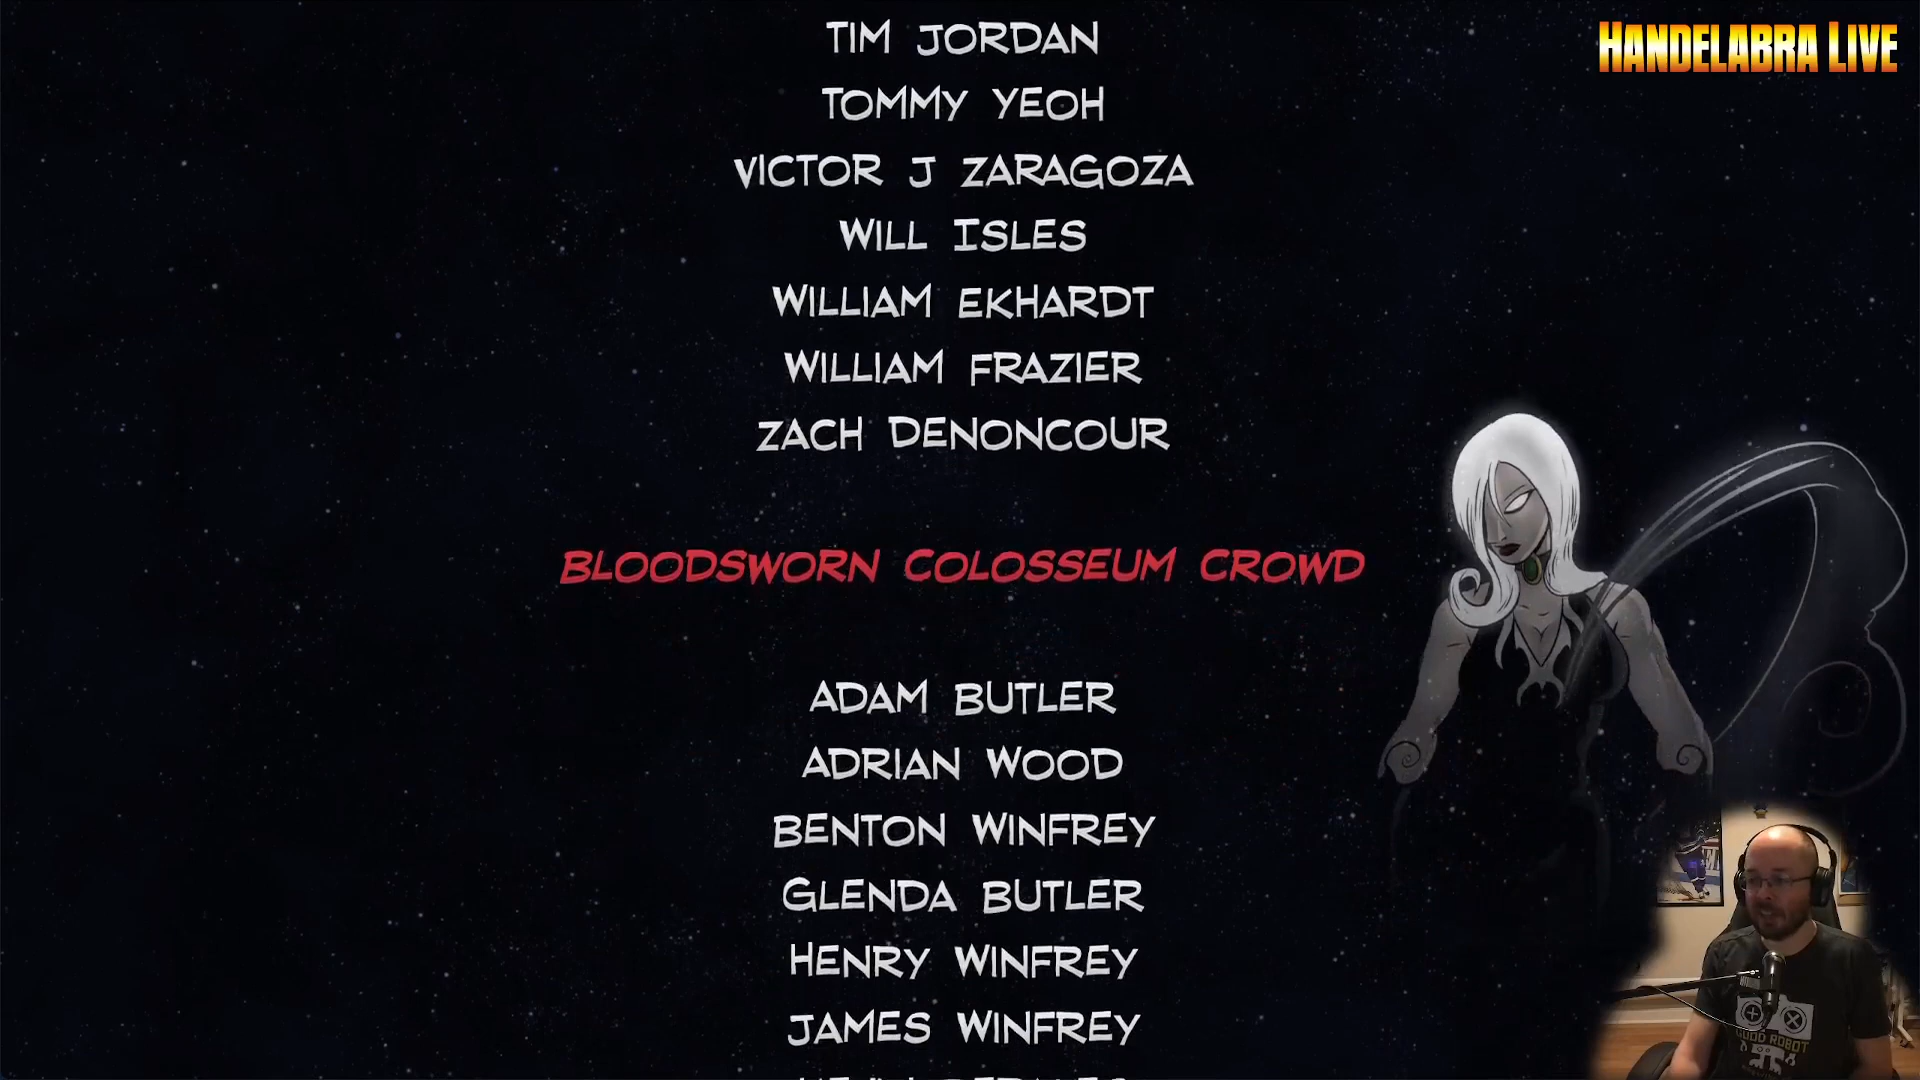 HANDELABRA LIVE
TIM JORDAN
TOMMY YEOH
VICTOR J ZARAGOZA
WILL ISLES
WILLIAM EKHARDT
WILLIAM FRAZIER
ZACH DENONCOUR
BLOODSWORN COLOSSEUM CROWD
ADAM BUTLER
ADRIAN WOOD
BENTON WINFREY
GLENDA BUTLER
HENRY WINFREY
JAMES WINFREY
ROBOT